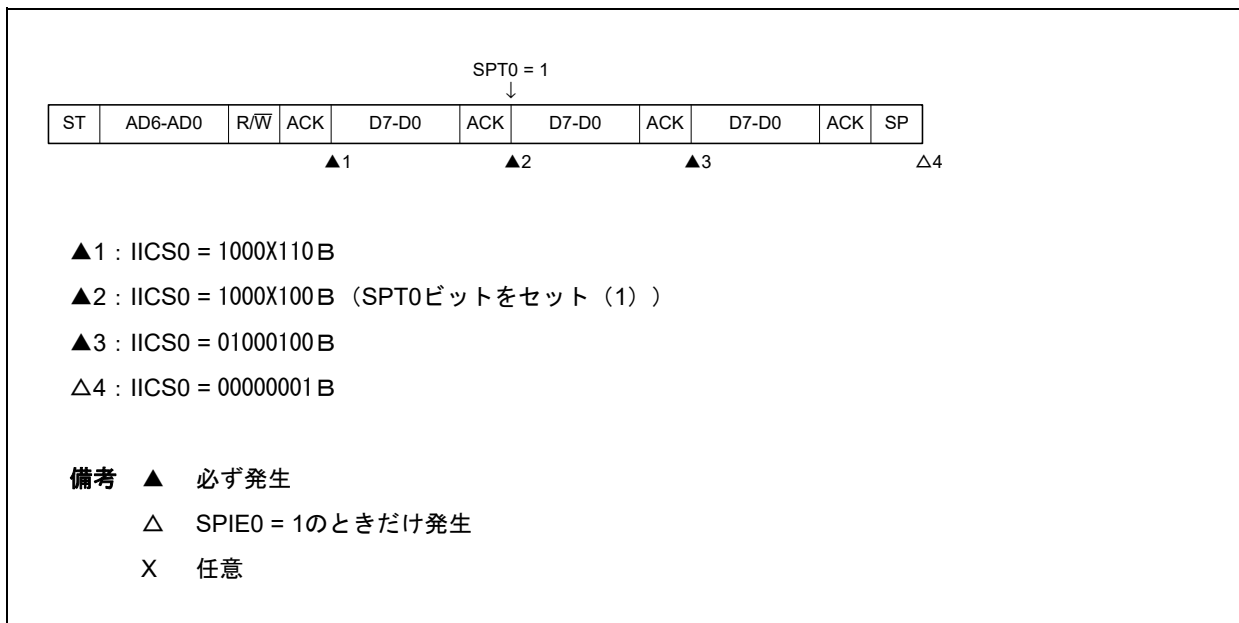 SPT0 = 1
↓
ST AD6-AD0 R/W̅ ACK D7-D0 ACK D7-D0 ACK D7-D0 ACK SP
▲1 ▲2 ▲3 △4
▲1：IICS0 = 1000X110B
▲2：IICS0 = 1000X100B（SPT0ビットをセット（1））
▲3：IICS0 = 01000100B
△4：IICS0 = 00000001B
備考 ▲ 必ず発生
△ SPIE0 = 1のときだけ発生
X 任意